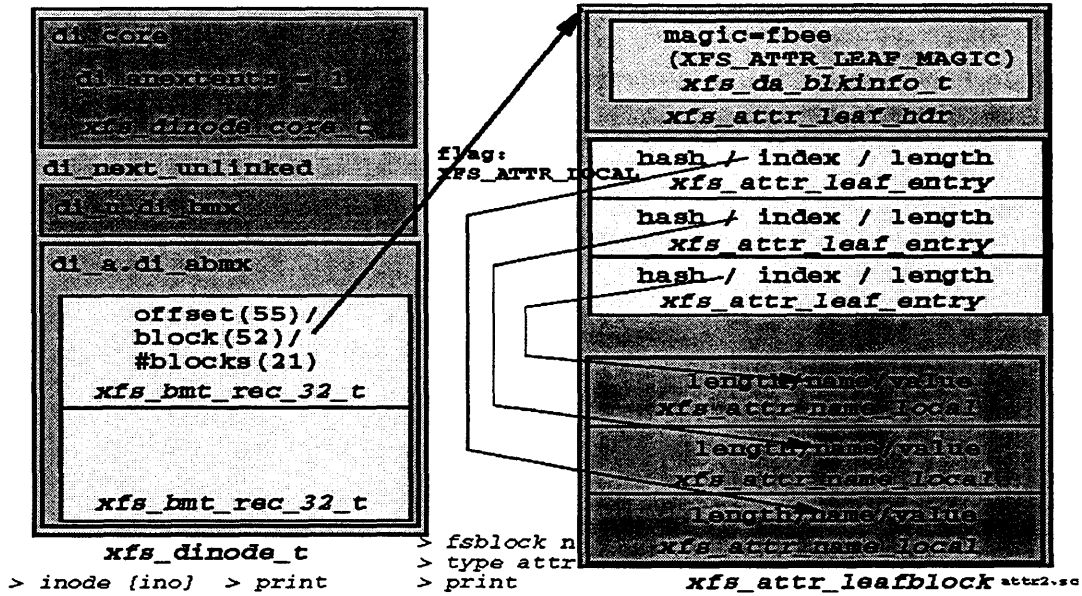 di_core
di_anextents = 1
xfs_dinode_core_t
di_next_unlinked
di_u.di_bmx
di_a.di_abmx
offset(55)/
block(52)/
#blocks(21)
xfs_bmt_rec_32_t
xfs_bmt_rec_32_t
xfs_dinode_t
> inode [ino] > print
flag:
XFS_ATTR_LOCAL
> fsblock n
> type attr
> print
magic=fbee
(XFS_ATTR_LEAF_MAGIC)
xfs_da_blkinfo_t
xfs_attr_leaf_hdr
hash / index / length
xfs_attr_leaf_entry
hash / index / length
xfs_attr_leaf_entry
hash / index / length
xfs_attr_leaf_entry
length/name/value
xfs_attr_name_local
length/name/value
xfs_attr_name_local
length/name/value
xfs_attr_name_local
xfs_attr_leafblock